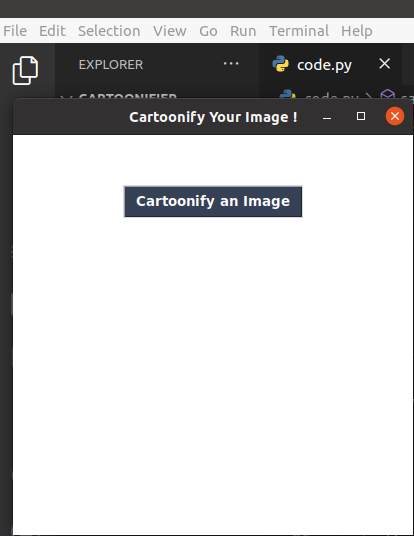 File Edit Selection View Go Run Terminal Help
EXPLORER ··· code.py
CARTOONIFIER code.py
Cartoonify Your Image !
Cartoonify an Image